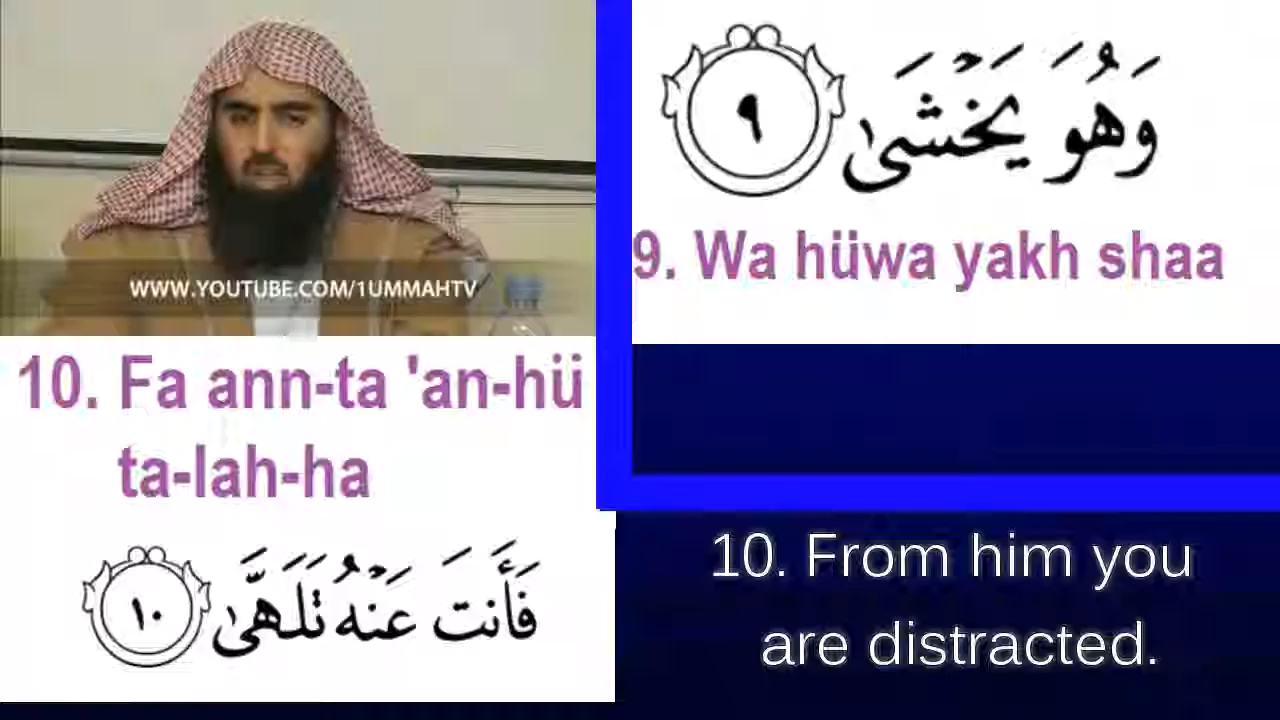 WWW.YOUTUBE.COM/1UMMAHTV
وَهُوَ يَخْشَىٰ ٩
9. Wa hüwa yakh shaa
10. Fa ann-ta 'an-hü
ta-lah-ha
فَأَنتَ عَنْهُ تَلَهَّىٰ ١٠
10. From him you
are distracted.